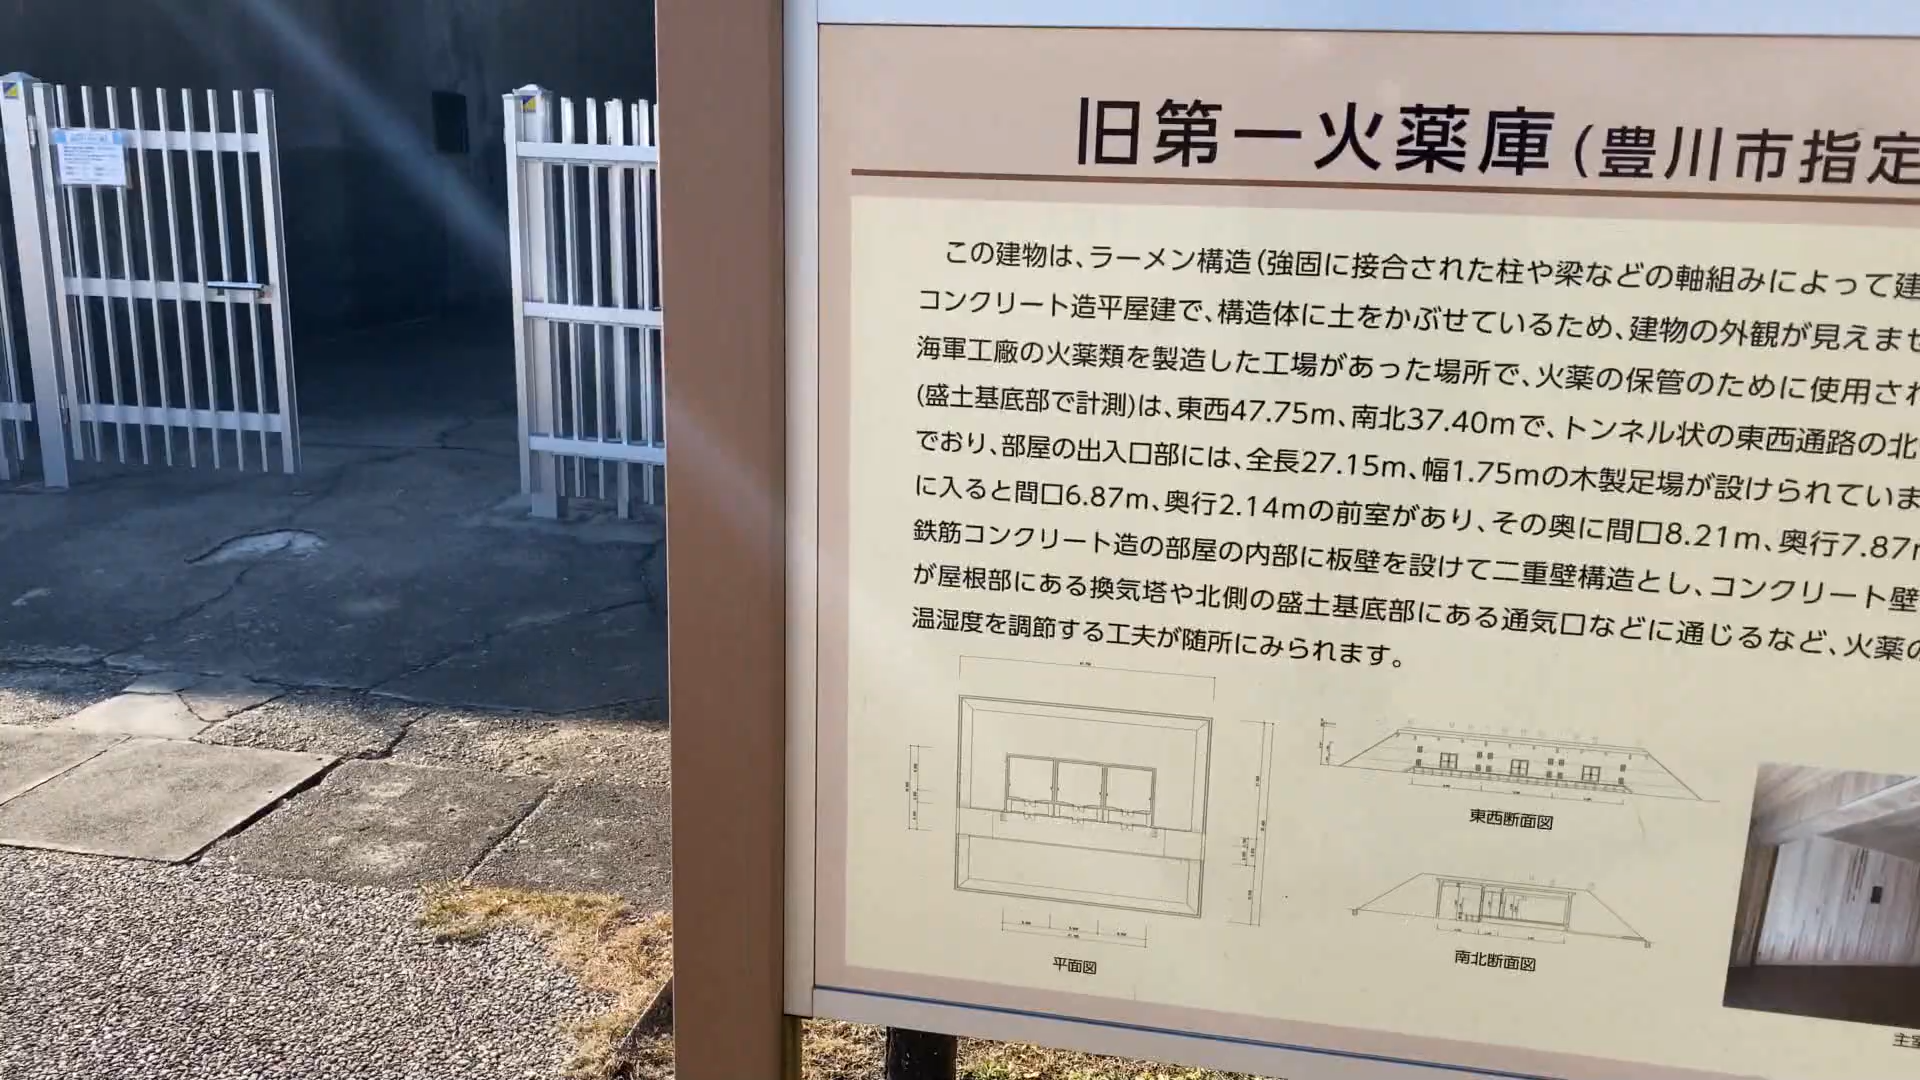 旧第一火薬庫(豊川市指定
この建物は、ラーメン構造(強固に接合された柱や梁などの軸組みによって建
コンクリート造平屋建で、構造体に土をかぶせているため、建物の外観が見えませ
海軍工廠の火薬類を製造した工場があった場所で、火薬の保管のために使用され
(盛土基底部で計測)は、東西47.75m、南北37.40mで、トンネル状の東西通路の北
でおり、部屋の出入口部には、全長27.15m、幅1.75mの木製足場が設けられていま
に入ると間口6.87m、奥行2.14mの前室があり、その奥に間口8.21m、奥行7.87m
鉄筋コンクリート造の部屋の内部に板壁を設けて二重壁構造とし、コンクリート壁
が屋根部にある換気塔や北側の盛土基底部にある通気口などに通じるなど、火薬の
温湿度を調節する工夫が随所にみられます。
東西断面図
平面図
南北断面図
主室